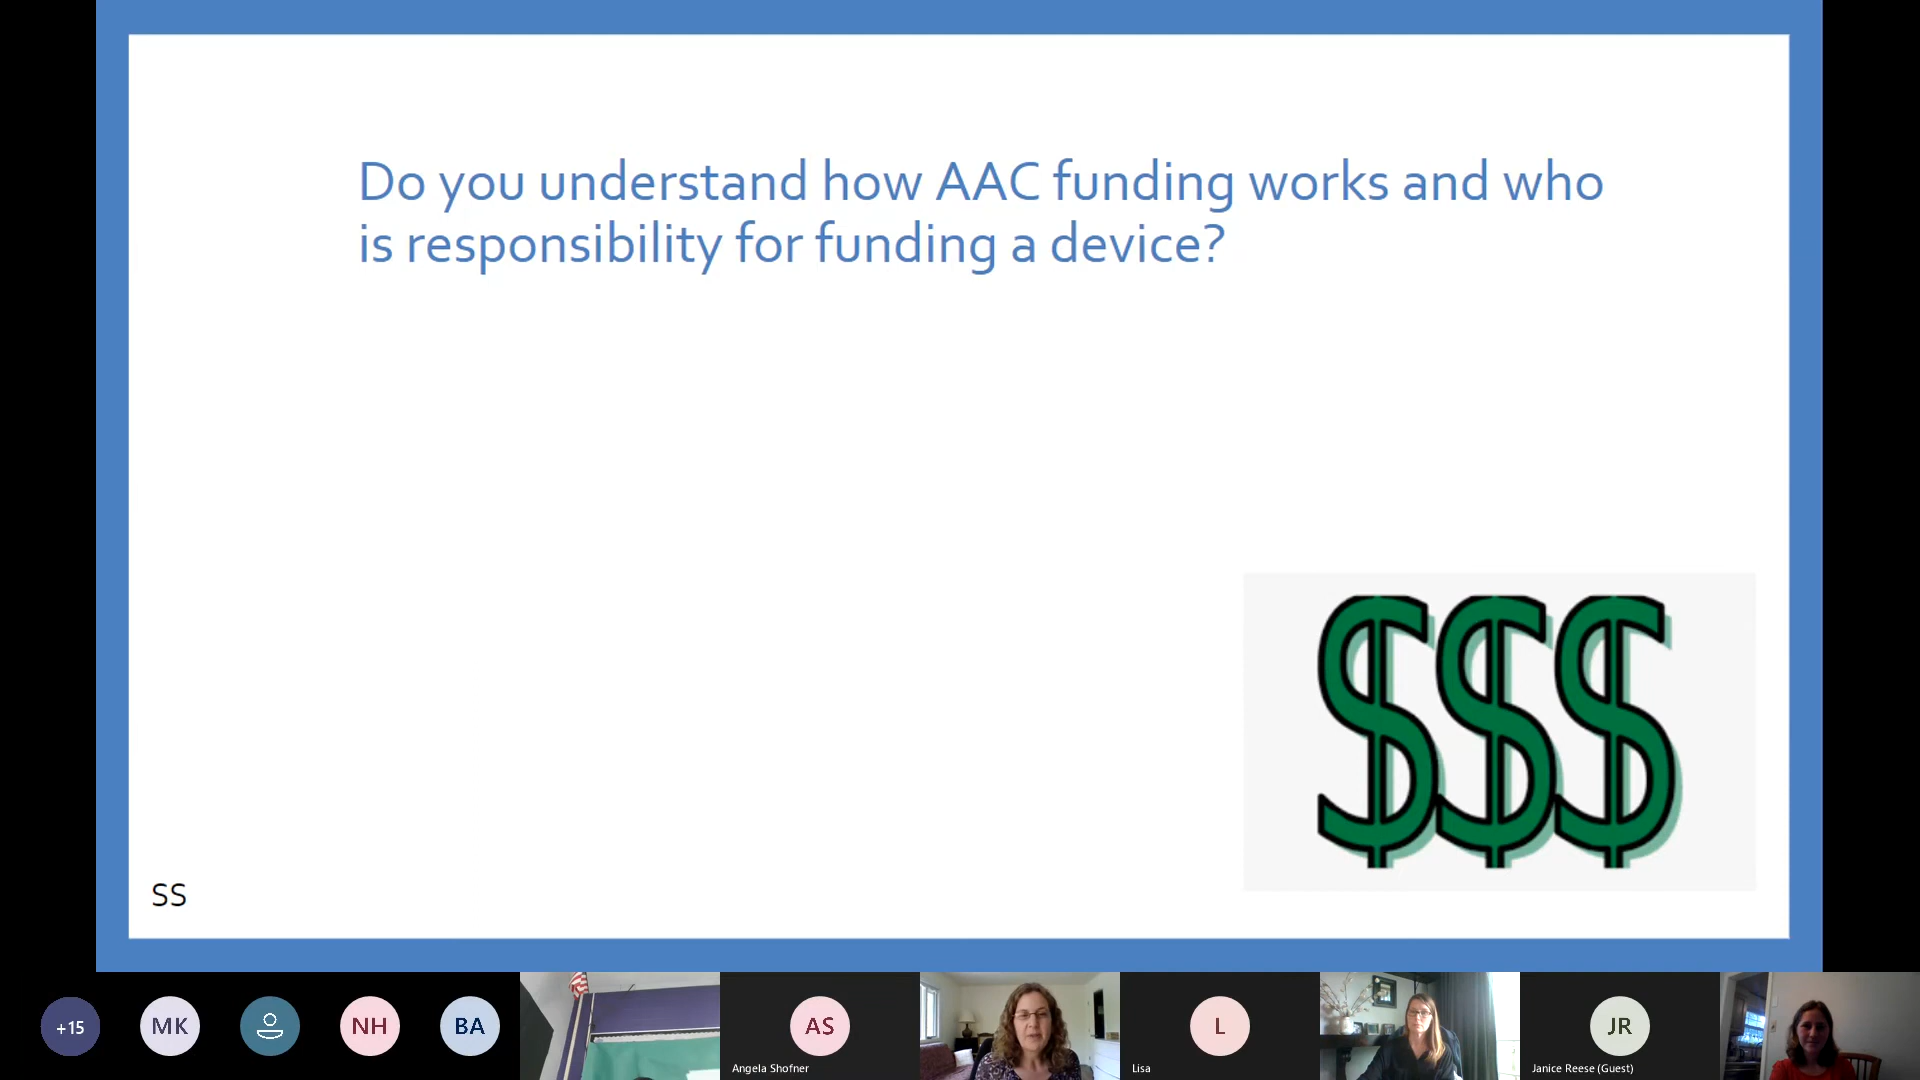 Do you understand how AAC funding works and who
is responsibility for funding a device?
$$$
SS
+15
MK
NH
BA
AS
Angela Shofner
L
Lisa
JR
Janice Reese (Guest)